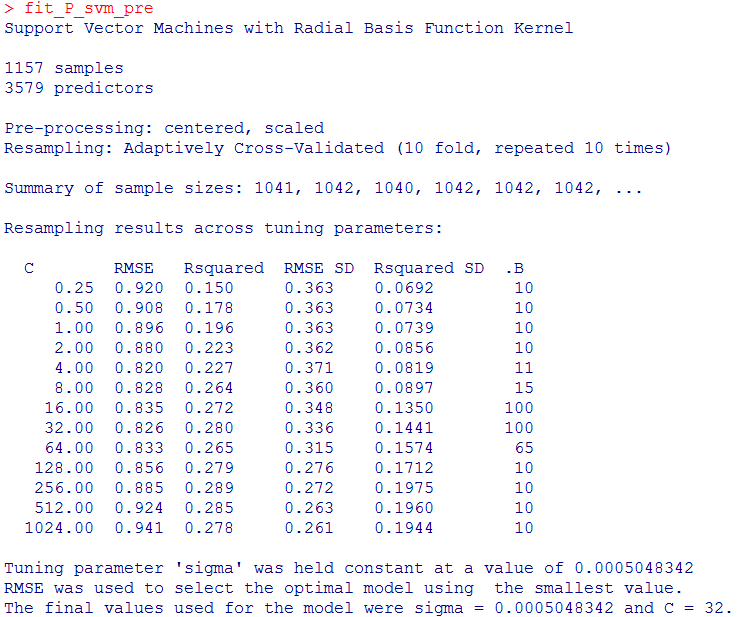 > fit_P_svm_pre
Support Vector Machines with Radial Basis Function Kernel
1157 samples
3579 predictors
Pre-processing: centered, scaled
Resampling: Adaptively Cross-Validated (10 fold, repeated 10 times)
Summary of sample sizes: 1041, 1042, 1040, 1042, 1042, 1042, ...
Resampling results across tuning parameters:
C RMSE Rsquared RMSE SD Rsquared SD .B
0.25 0.920 0.150 0.363 0.0692 10
0.50 0.908 0.178 0.363 0.0734 10
1.00 0.896 0.196 0.363 0.0739 10
2.00 0.880 0.223 0.362 0.0856 10
4.00 0.820 0.227 0.371 0.0819 11
8.00 0.828 0.264 0.360 0.0897 15
16.00 0.835 0.272 0.348 0.1350 100
32.00 0.826 0.280 0.336 0.1441 100
64.00 0.833 0.265 0.315 0.1574 65
128.00 0.856 0.279 0.276 0.1712 10
256.00 0.885 0.289 0.272 0.1975 10
512.00 0.924 0.285 0.263 0.1960 10
1024.00 0.941 0.278 0.261 0.1944 10
Tuning parameter 'sigma' was held constant at a value of 0.0005048342
RMSE was used to select the optimal model using  the smallest value.
The final values used for the model were sigma = 0.0005048342 and C = 32.